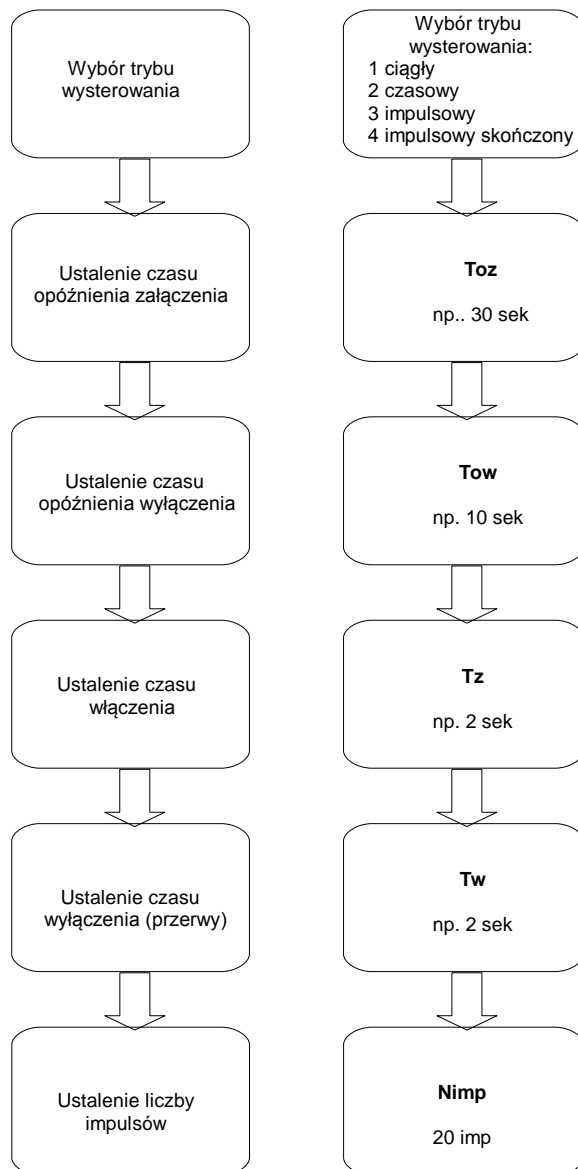 Wybór trybu
wysterowania
Ustalenie czasu
opóźnienia załączenia
Ustalenie czasu
opóźnienia wyłączenia
Ustalenie czasu
włączenia
Ustalenie czasu
wyłączenia (przerwy)
Ustalenie liczby
impulsów
Wybór trybu
wysterowania:
1 ciągły
2 czasowy
3 impulsowy
4 impulsowy skończony
Toz
np.. 30 sek
Tow
np. 10 sek
Tz
np. 2 sek
Tw
np. 2 sek
Nimp
20 imp